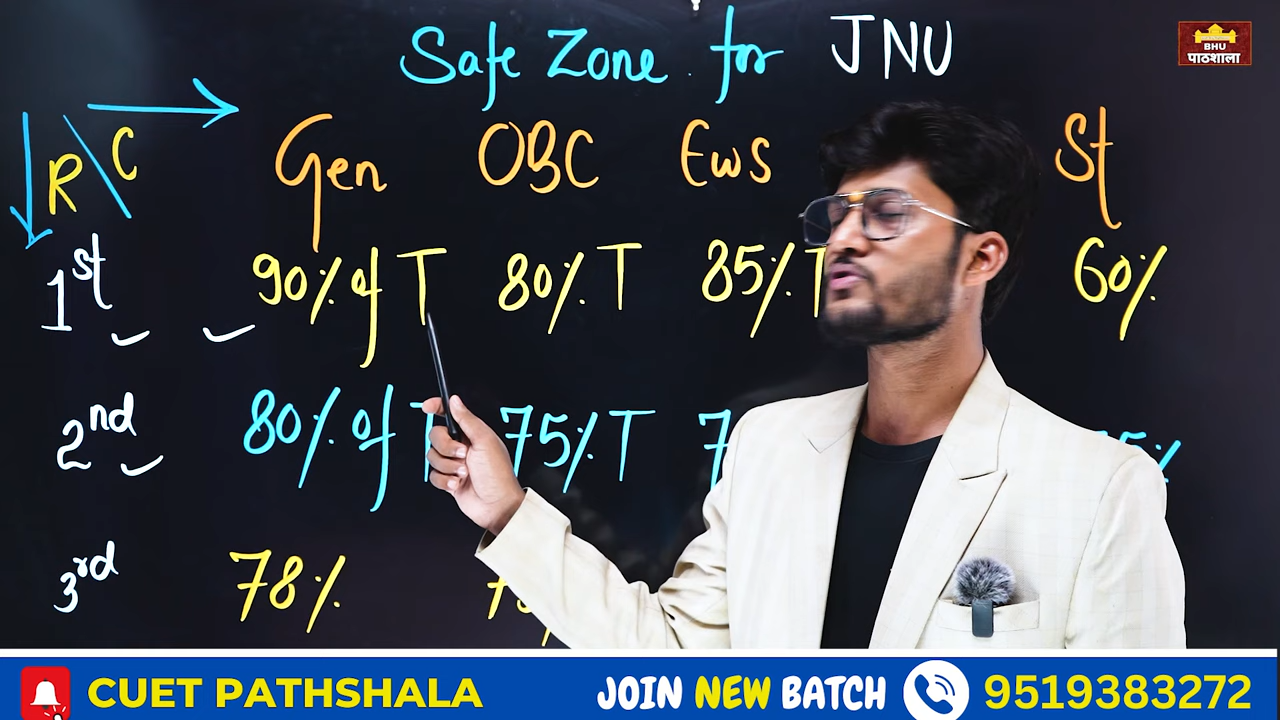 Safe Zone for JNU
BHU
पाठशाला
R\C Gen OBC EWS St
1st 90% of T 80% T 85% T 60%
2nd 80% of T 75% T
3rd 78%
CUET PATHSHALA JOIN NEW BATCH 9519383272